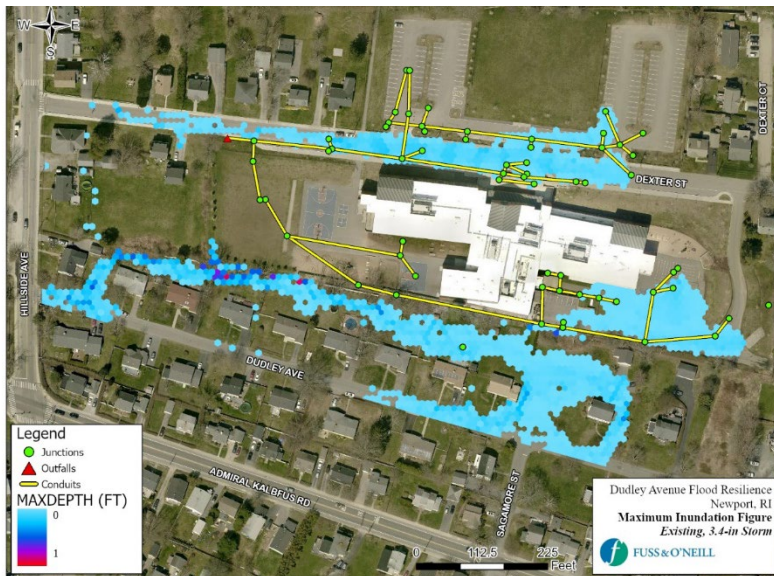 W
E
S
DEXTER CT
DEXTER ST
HILLSIDE AVE
DUDLEY AVE
SAGAMORE ST
ADMIRAL KALBFUS RD
Legend
Junctions
Outfalls
Conduits
MAXDEPTH (FT)
0
1
0 112.5 225
Feet
Dudley Avenue Flood Resilience
Newport, RI
Maximum Inundation Figure
Existing, 3.4-in Storm
f
FUSS & O'NEILL